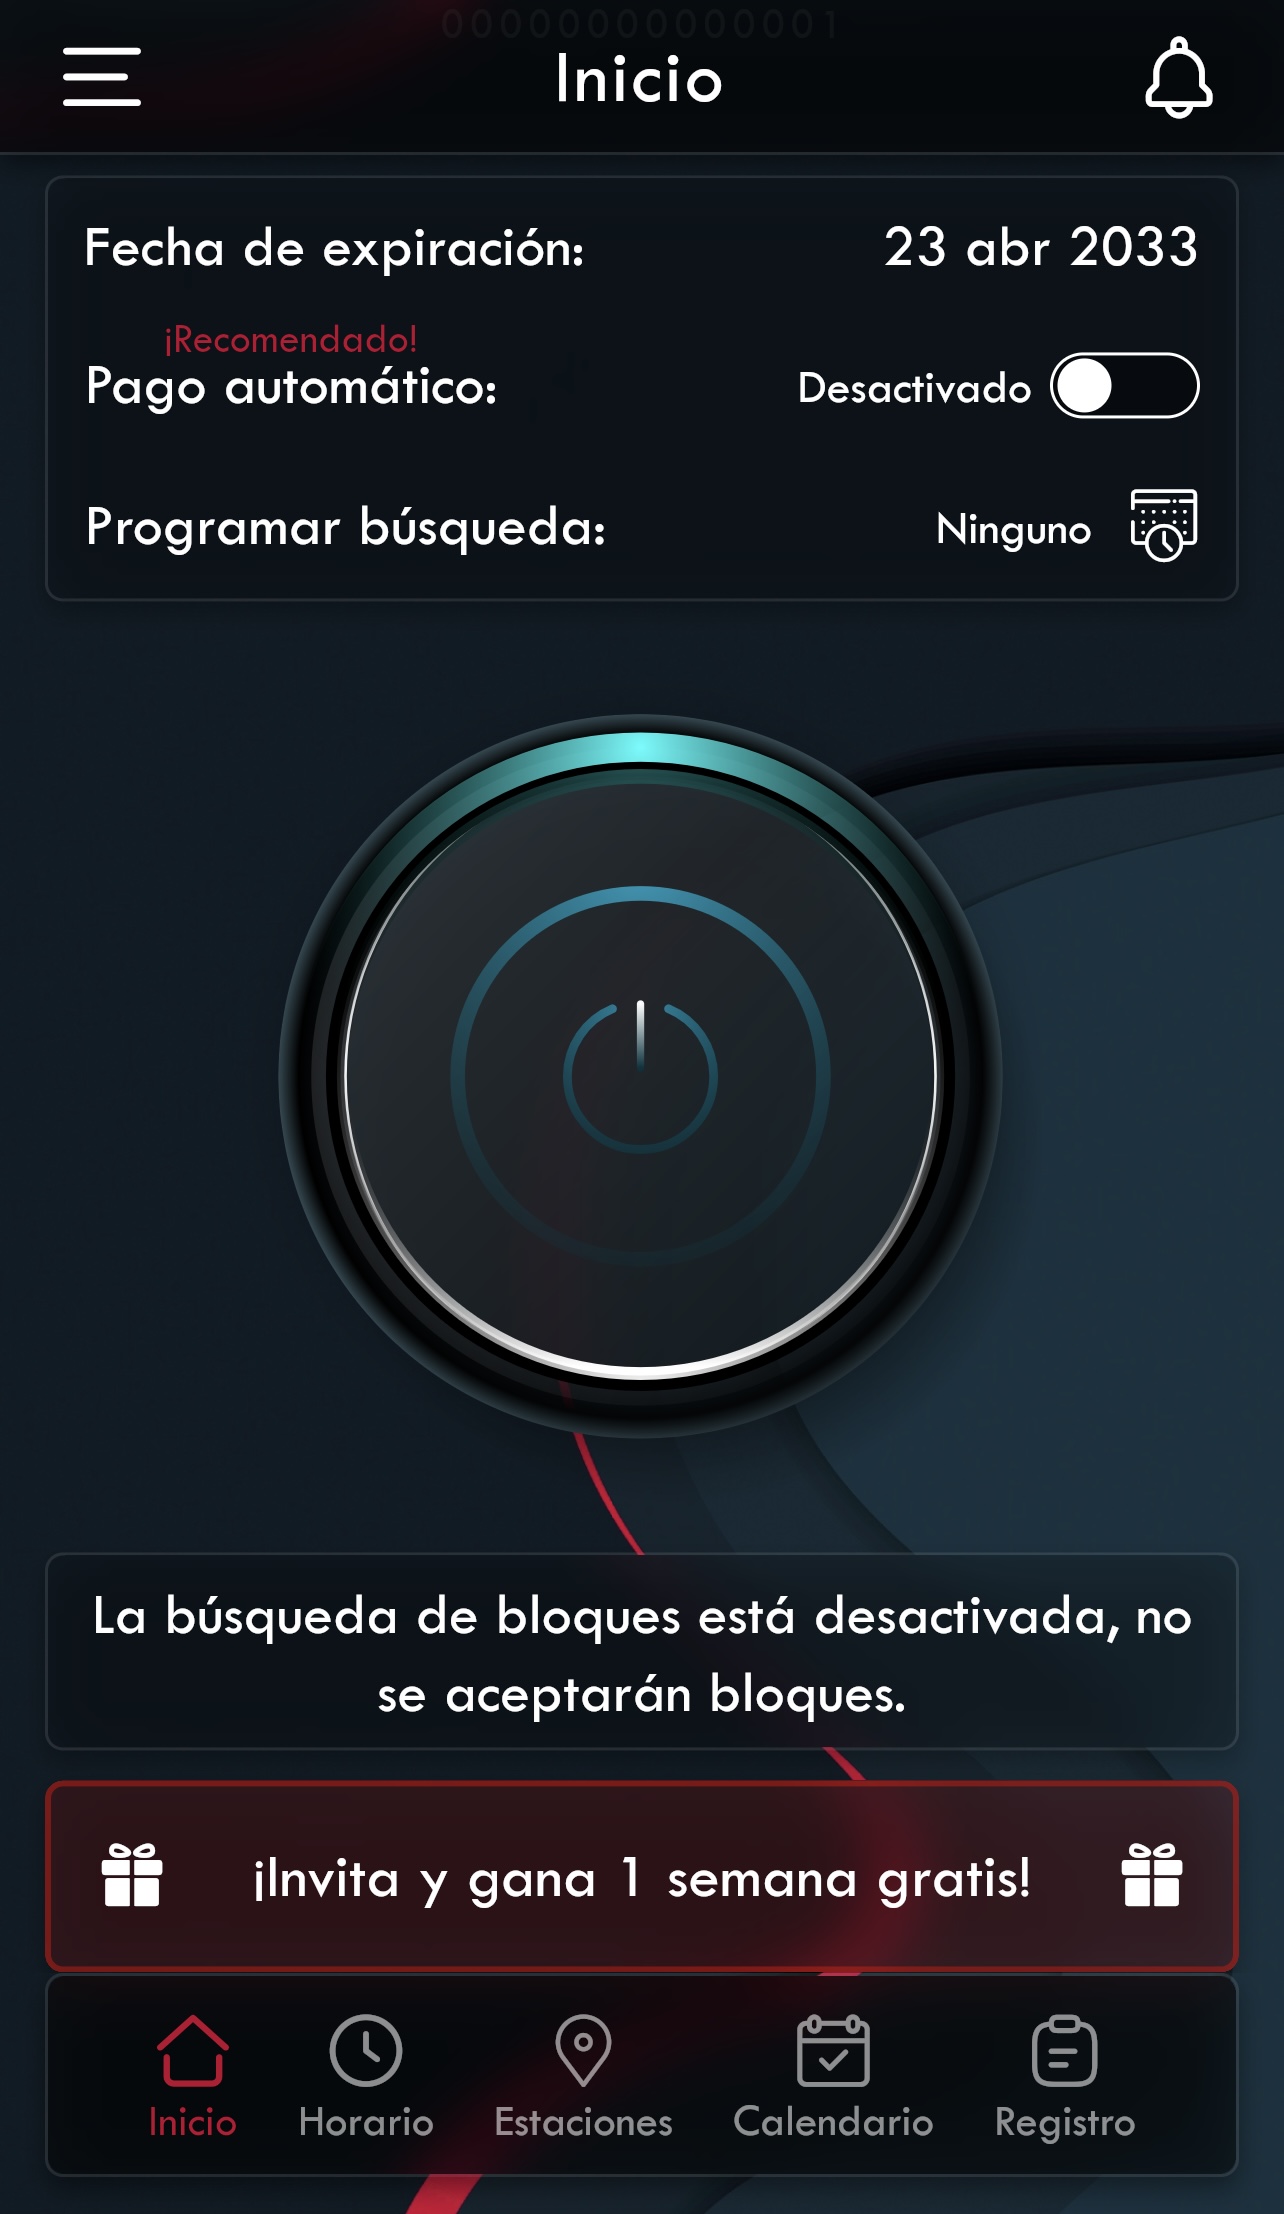 00000000000001
Inicio
Fecha de expiración: 23 abr 2033
¡Recomendado!
Pago automático: Desactivado
Programar búsqueda: Ninguno
La búsqueda de bloques está desactivada, no
se aceptarán bloques.
¡Invita y gana 1 semana gratis!
Inicio Horario Estaciones Calendario Registro